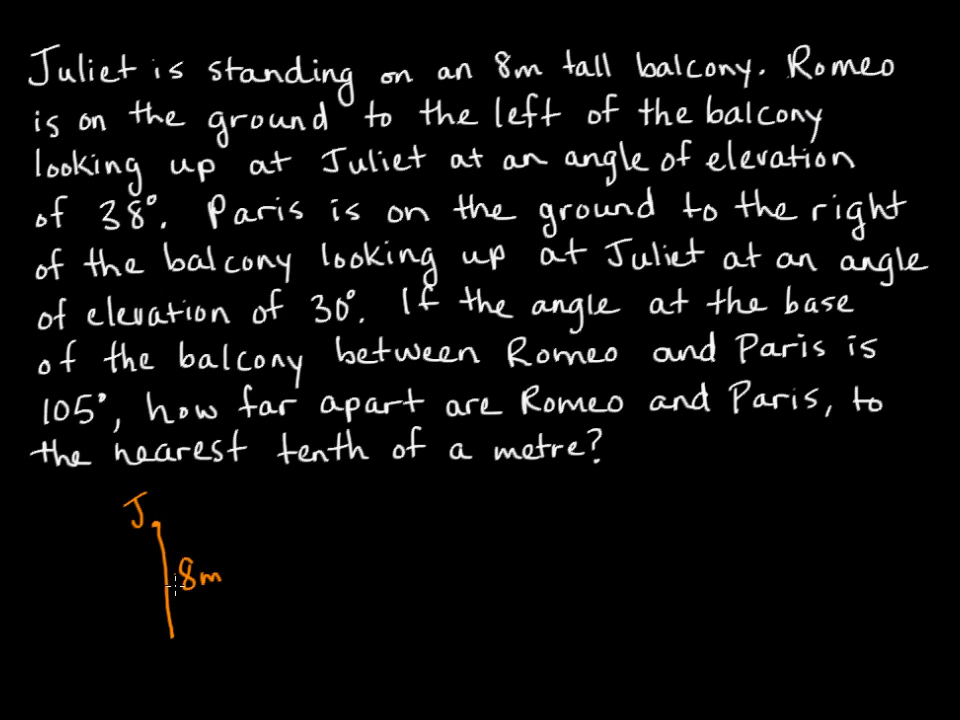 Juliet is standing on an 8m tall balcony. Romeo
is on the ground to the left of the balcony
looking up at Juliet at an angle of elevation
of 38°. Paris is on the ground to the right
of the balcony looking up at Juliet at an angle
of elevation of 30°. If the angle at the base
of the balcony between Romeo and Paris is
105°, how far apart are Romeo and Paris, to
the nearest tenth of a metre?
J
8m